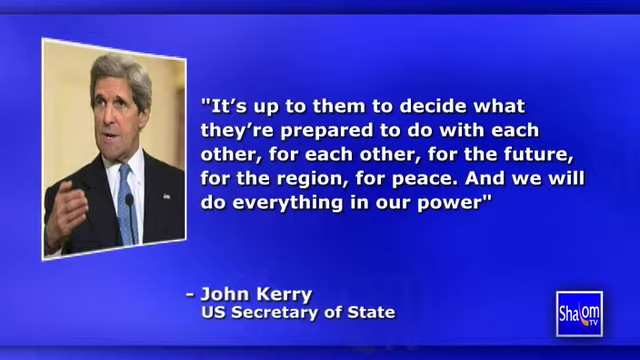 "It’s up to them to decide what
they’re prepared to do with each
other, for each other, for the future,
for the region, for peace. And we will
do everything in our power"
- John Kerry
US Secretary of State
Shalom
TV